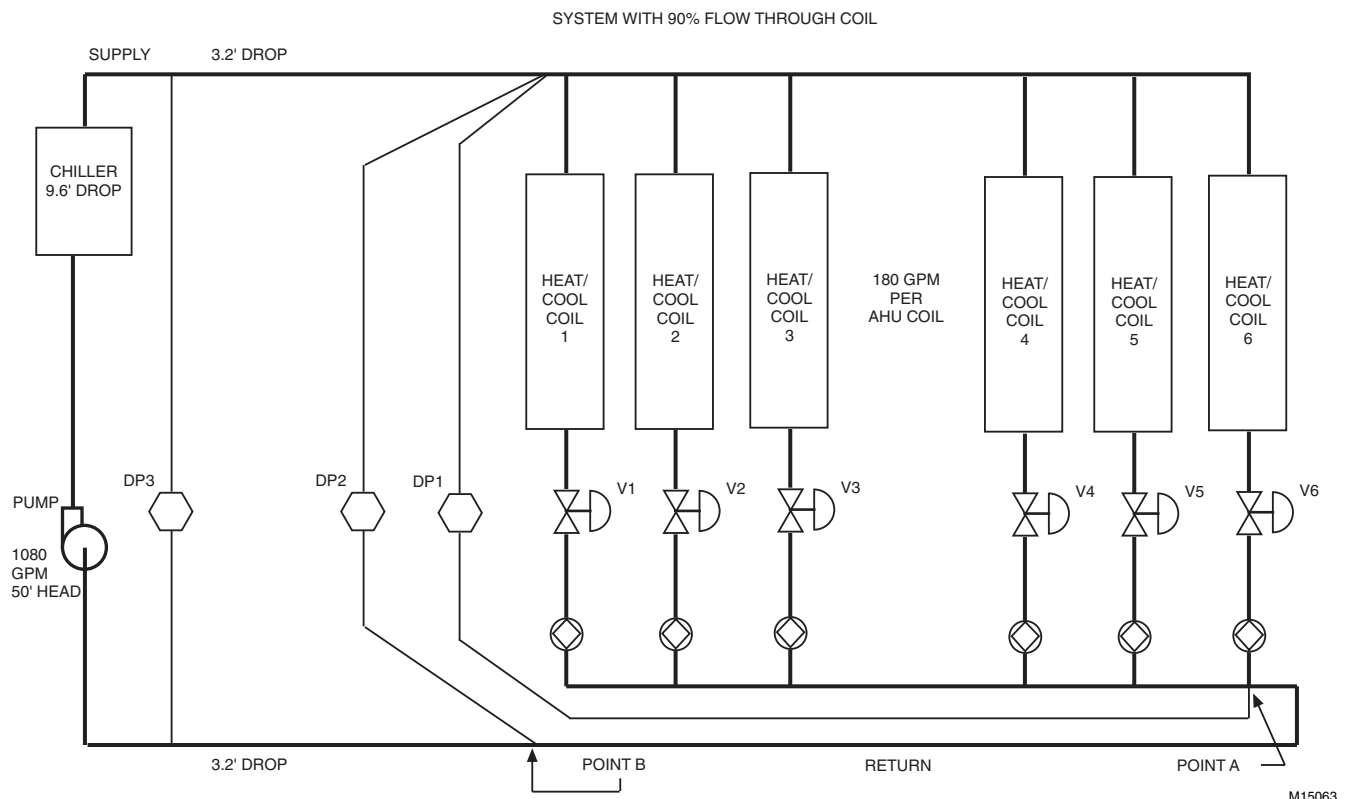 SYSTEM WITH 90% FLOW THROUGH COIL
SUPPLY
3.2' DROP
CHILLER
9.6' DROP
HEAT/
COOL
COIL
1
HEAT/
COOL
COIL
2
HEAT/
COOL
COIL
3
180 GPM
PER
AHU COIL
HEAT/
COOL
COIL
4
HEAT/
COOL
COIL
5
HEAT/
COOL
COIL
6
DP3
DP2
DP1
V1
V2
V3
V4
V5
V6
PUMP
1080
GPM
50' HEAD
3.2' DROP
POINT B
RETURN
POINT A
M15063